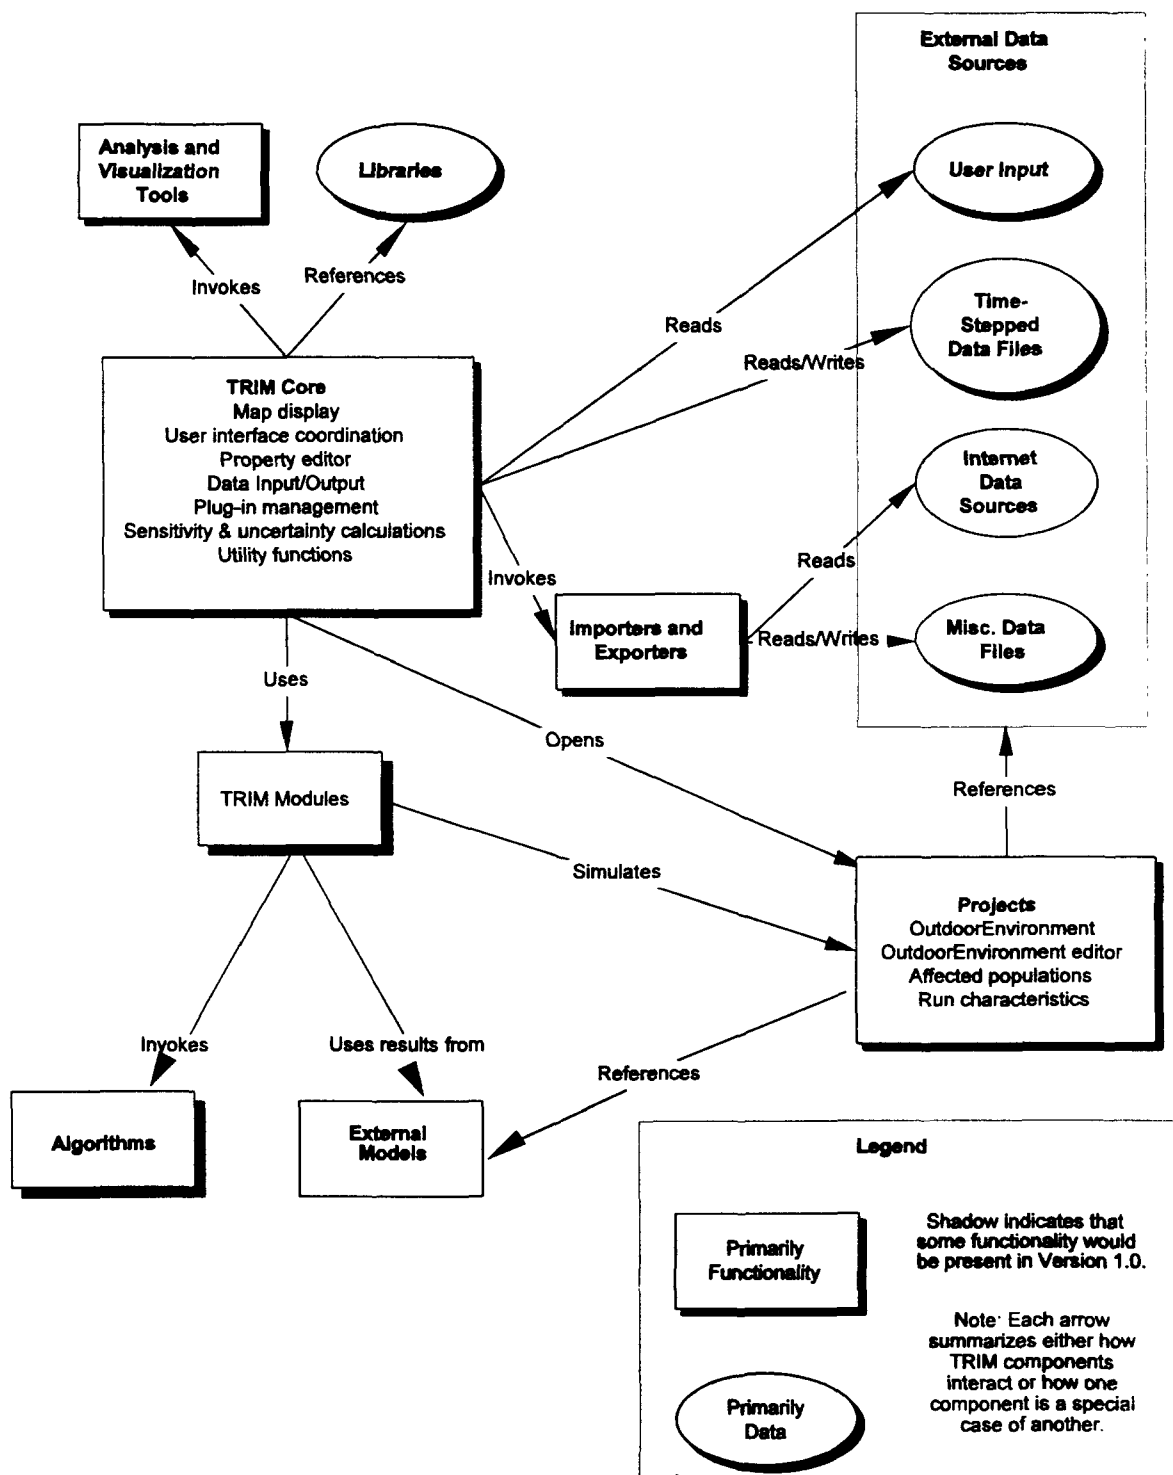 External Data
Sources
Analysis and
Visualization
Tools
Libraries
User Input
Invokes
References
Time-
Stepped
Data Files
Reads
Reads/Writes
TRIM Core
Map display
User interface coordination
Property editor
Data Input/Output
Plug-in management
Sensitivity & uncertainty calculations
Utility functions
Internet
Data
Sources
Invokes
Reads
Importers and
Exporters
Reads/Writes
Misc. Data
Files
Uses
Opens
References
TRIM Modules
Simulates
Projects
OutdoorEnvironment
OutdoorEnvironment editor
Affected populations
Run characteristics
Invokes
Uses results from
References
Algorithms
External
Models
Legend
Primarily
Functionality
Shadow indicates that
some functionality would
be present in Version 1.0.
Note: Each arrow
summarizes either how
TRIM components
interact or how one
component is a special
case of another.
Primarily
Data